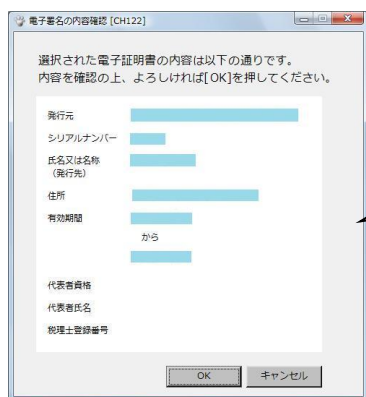 電子署名の内容確認 [CH122]
選択された電子証明書の内容は以下の通りです。
内容を確認の上、よろしければ[OK]を押してください。
発行元
シリアルナンバー
氏名又は名称
（発行先）
住所
有効期間
から
代表者資格
代表者氏名
税理士登録番号
OK キャンセル